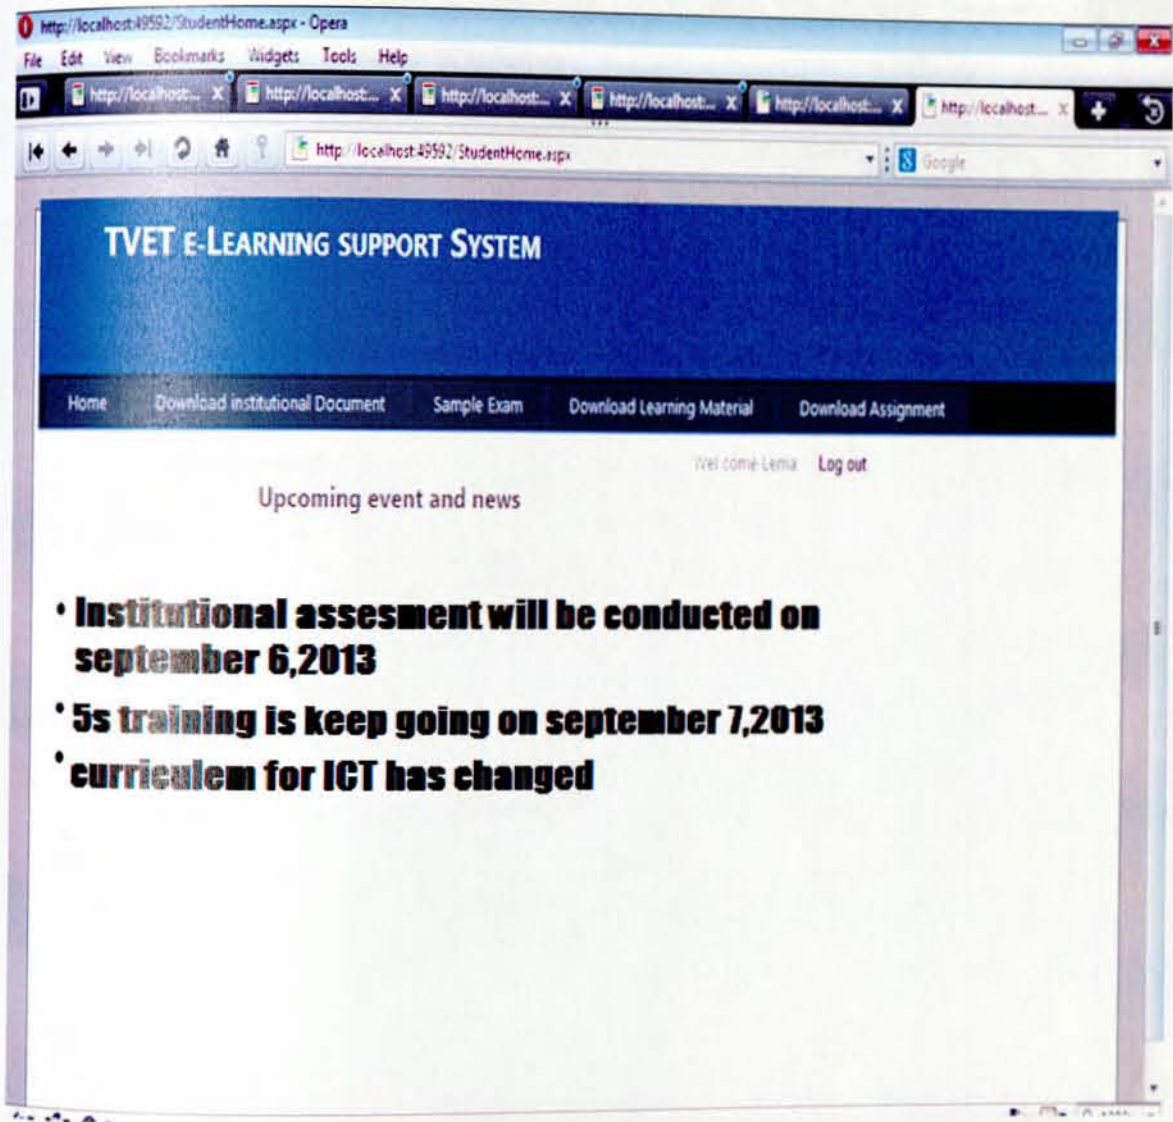 http://localhost:49592/StudentHome.aspx - Opera
File Edit View Bookmarks Widgets Tools Help
http://localhost:... X http://localhost:... X http://localhost:... X http://localhost:... X http://localhost:... X http://localhost:... X
http://localhost:49592/StudentHome.aspx Google
TVET E-LEARNING SUPPORT SYSTEM
Home Download institutional Document Sample Exam Download Learning Material Download Assignment
Wel come Lema Log out
Upcoming event and news
• Institutional assesment will be conducted on
september 6,2013
• 5s training is keep going on september 7,2013
• curriculem for ICT has changed